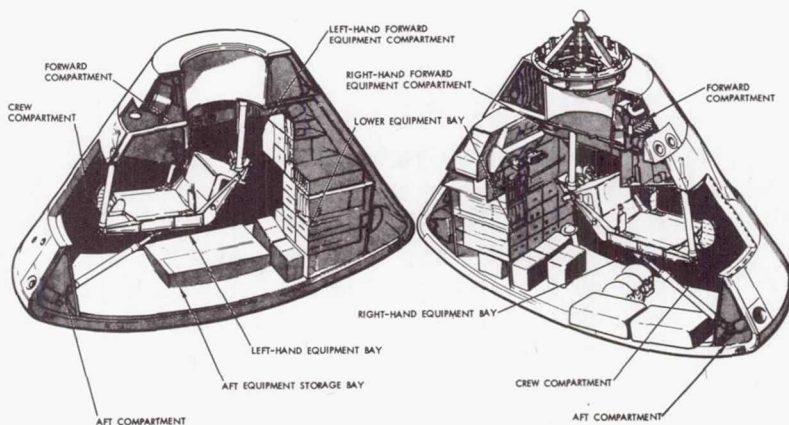 LEFT-HAND FORWARD
EQUIPMENT COMPARTMENT
FORWARD
COMPARTMENT
RIGHT-HAND FORWARD
EQUIPMENT COMPARTMENT
FORWARD
COMPARTMENT
CREW
COMPARTMENT
LOWER EQUIPMENT BAY
RIGHT-HAND EQUIPMENT BAY
LEFT-HAND EQUIPMENT BAY
AFT EQUIPMENT STORAGE BAY
CREW COMPARTMENT
AFT COMPARTMENT
AFT COMPARTMENT